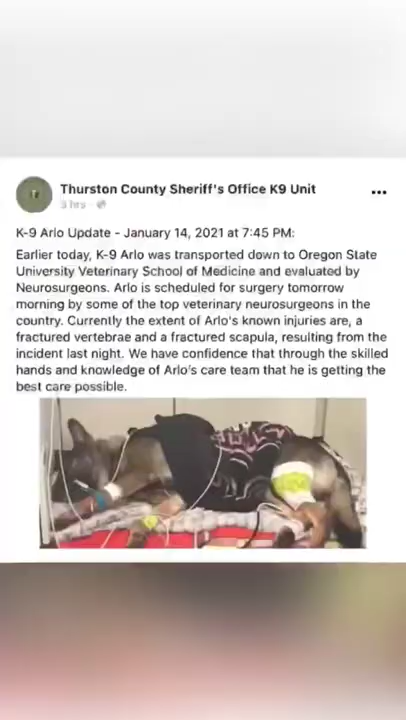 Thurston County Sheriff's Office K9 Unit
3 hrs
K-9 Arlo Update - January 14, 2021 at 7:45 PM:
Earlier today, K-9 Arlo was transported down to Oregon State
University Veterinary School of Medicine and evaluated by
Neurosurgeons. Arlo is scheduled for surgery tomorrow
morning by some of the top veterinary neurosurgeons in the
country. Currently the extent of Arlo's known injuries are, a
fractured vertebrae and a fractured scapula, resulting from the
incident last night. We have confidence that through the skilled
hands and knowledge of Arlo's care team that he is getting the
best care possible.